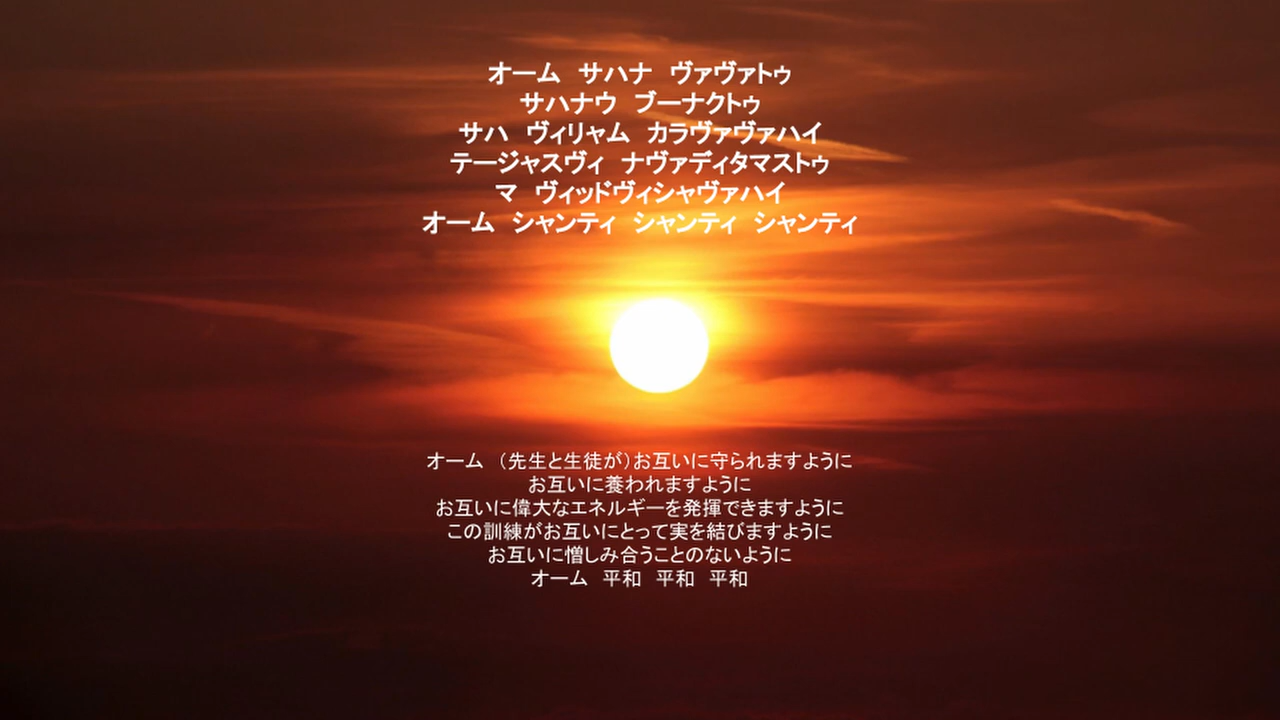 オーム　サハナ　ヴァヴァトゥ
サハナウ　ブーナクトゥ
サハ　ヴィリャム　カラヴァヴァハイ
テージャスヴィ　ナヴァディタマストゥ
マ　ヴィッドヴィシャヴァハイ
オーム　シャンティ　シャンティ　シャンティ
オーム　（先生と生徒が）お互いに守られますように
お互いに養われますように
お互いに偉大なエネルギーを発揮できますように
この訓練がお互いにとって実を結びますように
お互いに憎しみ合うことのないように
オーム　平和　平和　平和